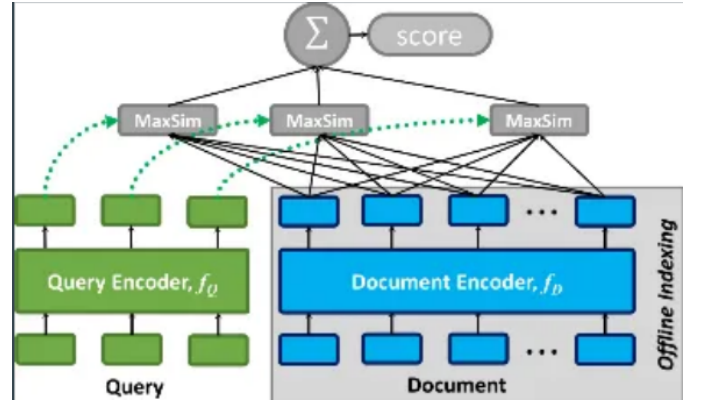 Σ
score
MaxSim
MaxSim
MaxSim
Query Encoder, f_Q
Document Encoder, f_D
...
...
Offline Indexing
Query
Document